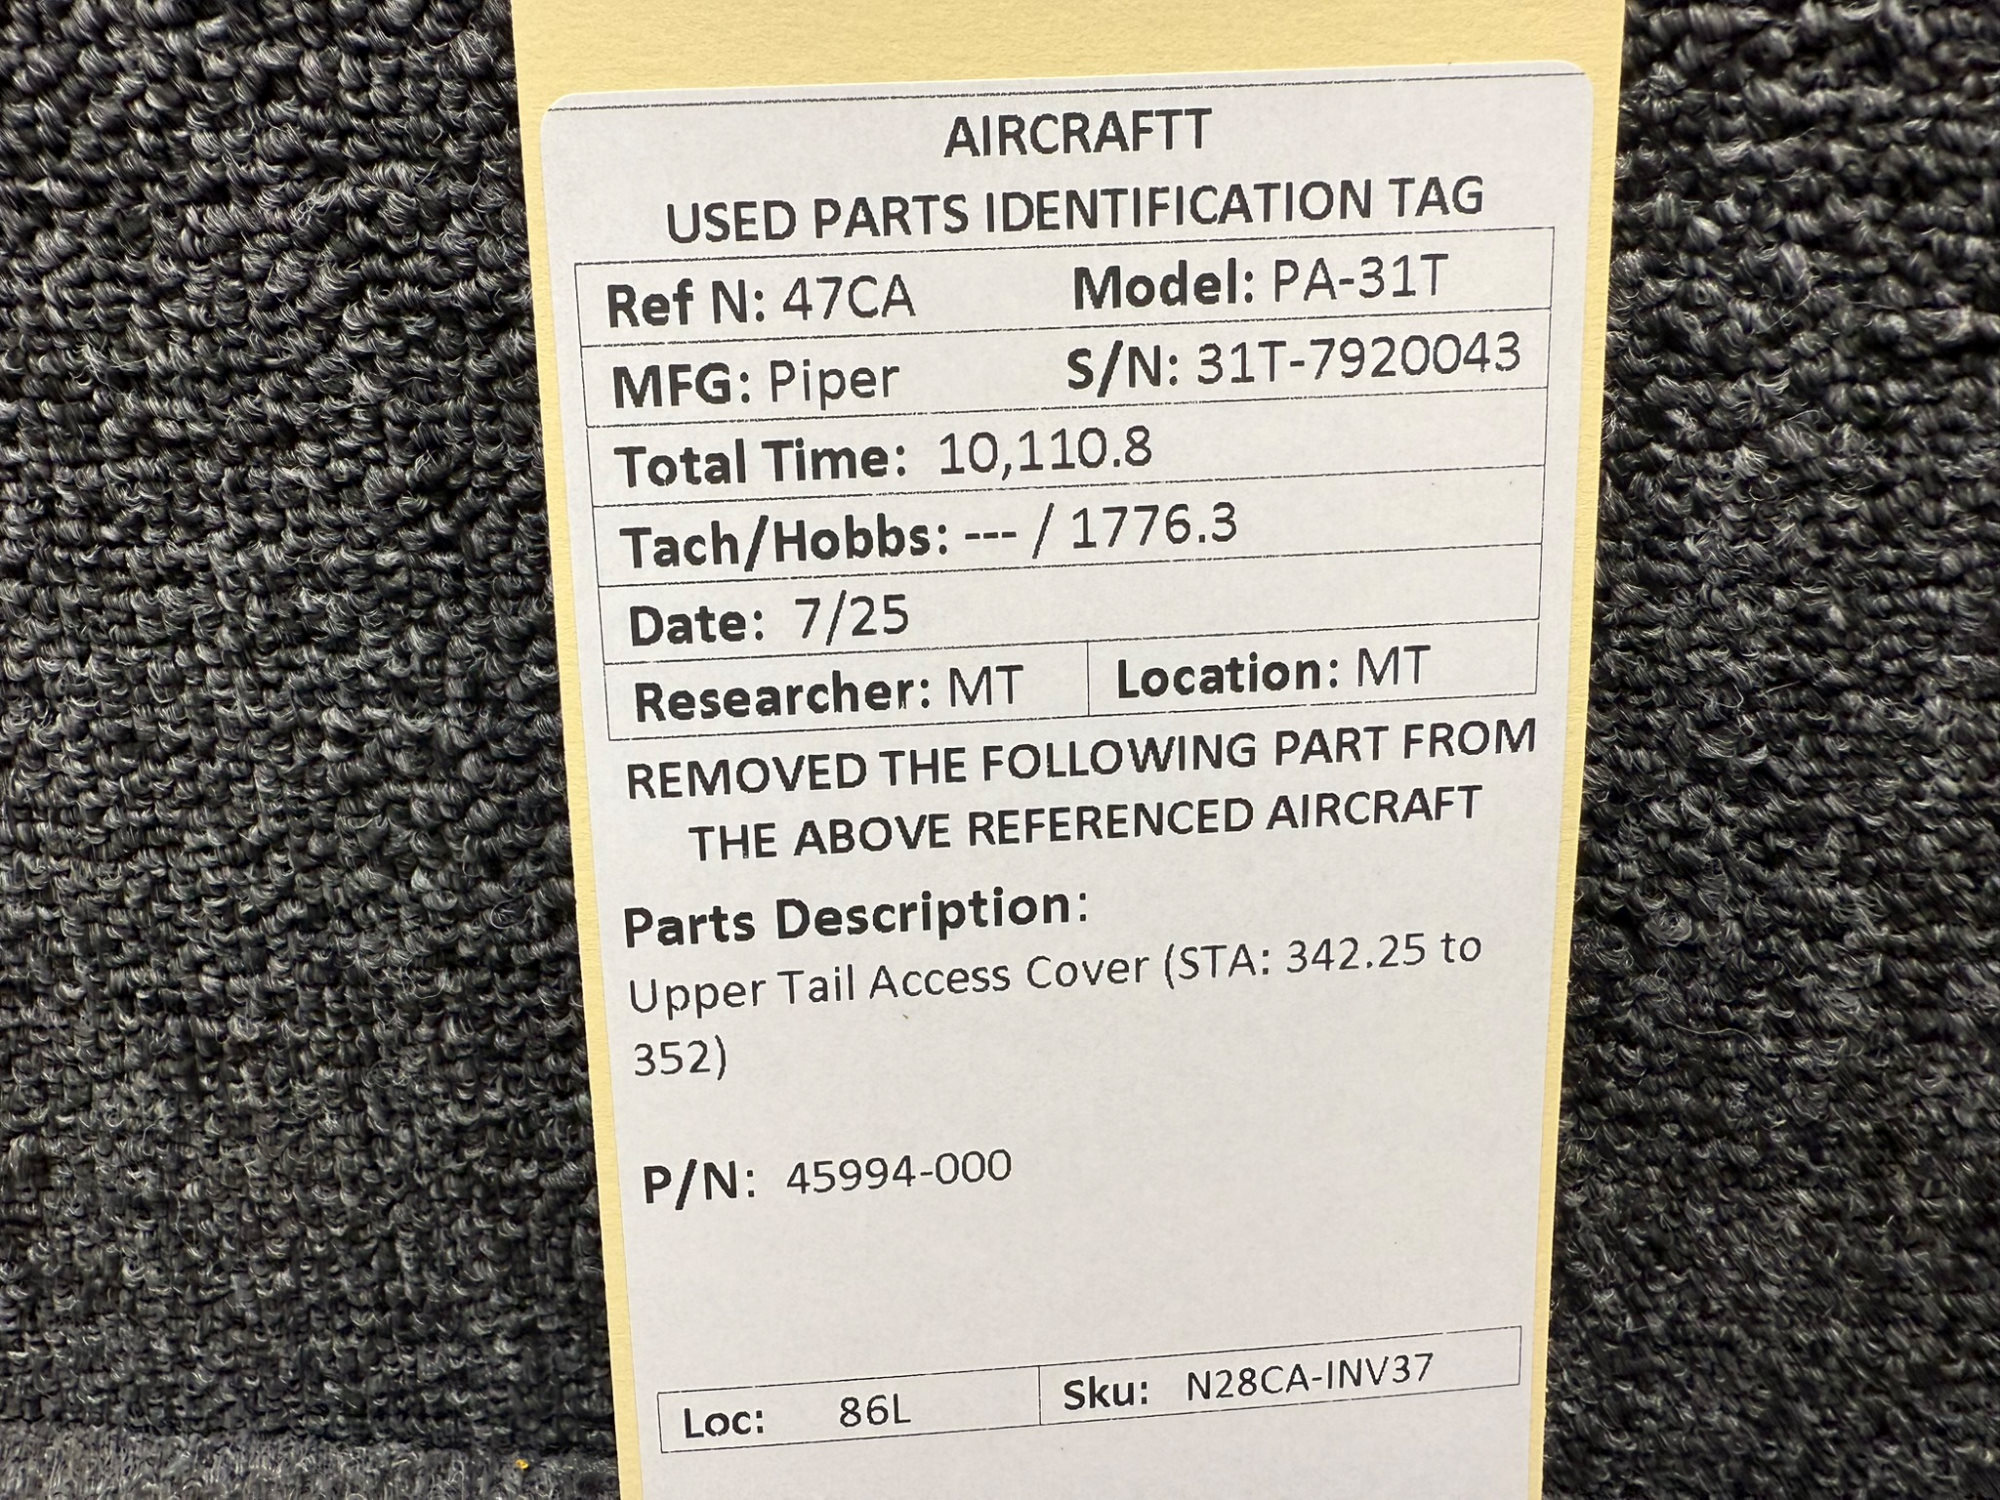 AIRCRAFTT
USED PARTS IDENTIFICATION TAG
Ref N: 47CA Model: PA-31T
MFG: Piper S/N: 31T-7920043
Total Time: 10,110.8
Tach/Hobbs: --- / 1776.3
Date: 7/25
Researcher: MT Location: MT
REMOVED THE FOLLOWING PART FROM
THE ABOVE REFERENCED AIRCRAFT
Parts Description:
Upper Tail Access Cover (STA: 342.25 to
352)
P/N: 45994-000
Loc: 86L Sku: N28CA-INV37